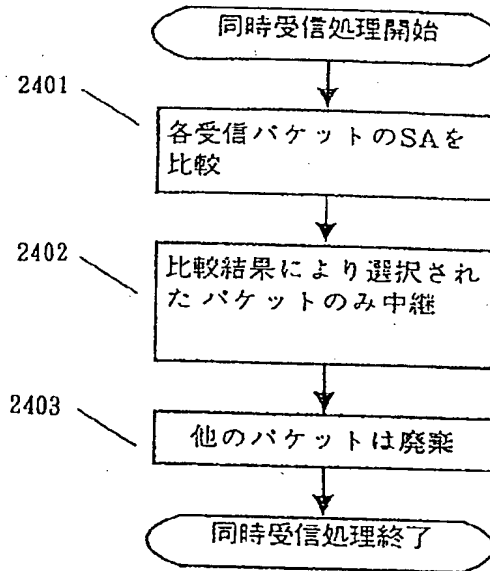 同時受信処理開始
2401
各受信パケットのSAを
比較
2402
比較結果により選択され
たパケットのみ中継
2403
他のパケットは廃棄
同時受信処理終了